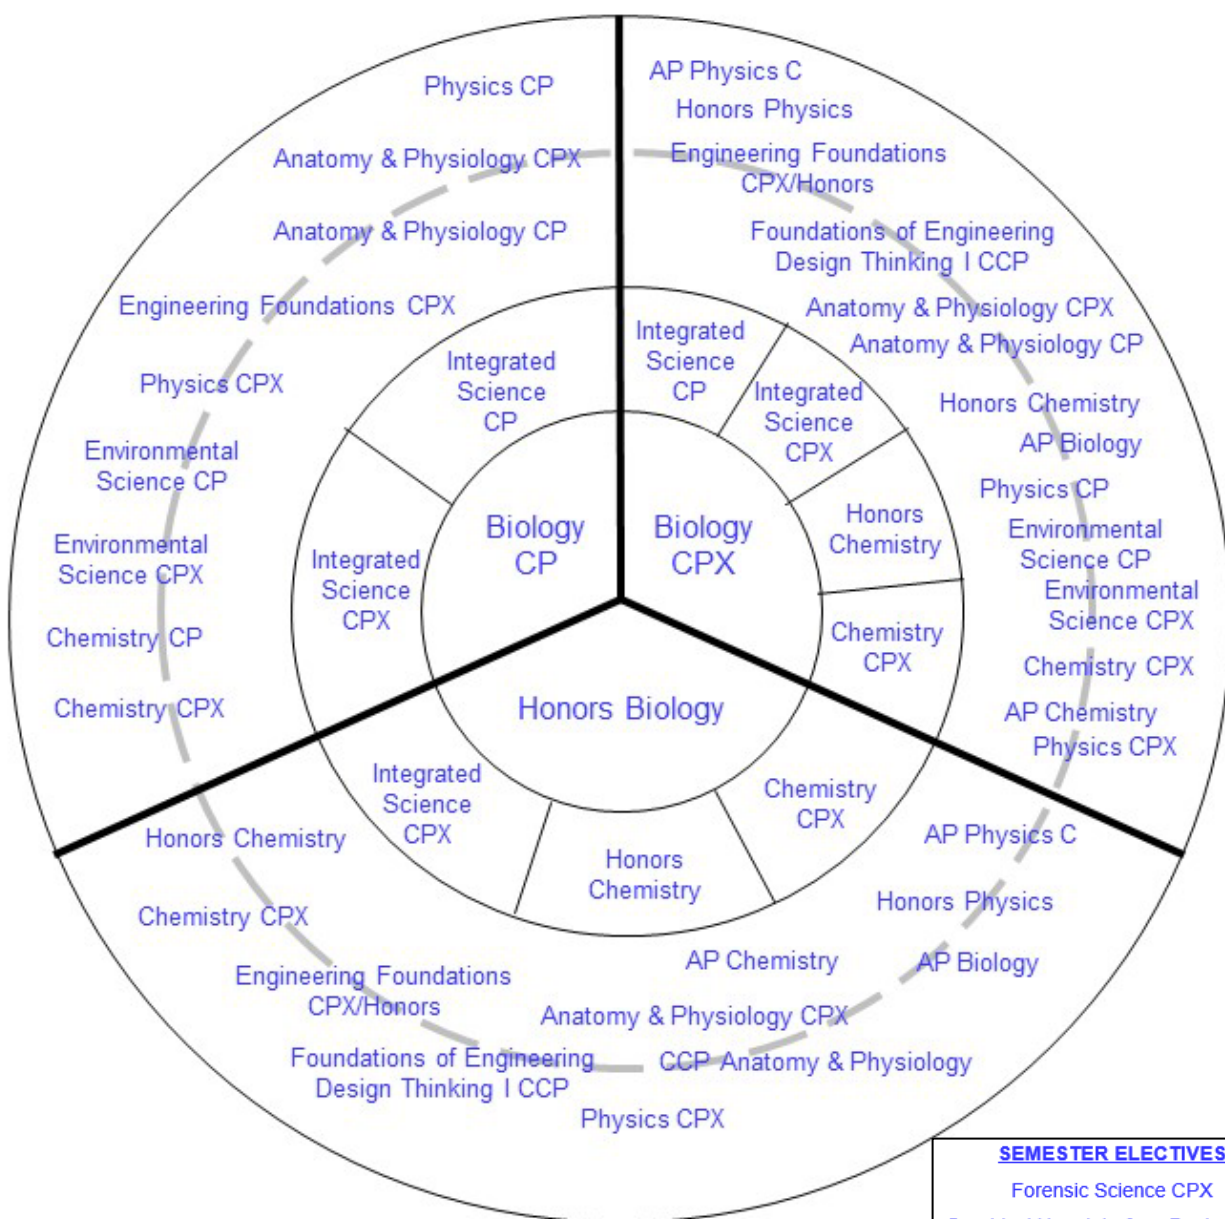 Physics CP
Anatomy & Physiology CPX
Anatomy & Physiology CP
Engineering Foundations CPX
Physics CPX
Environmental
Science CP
Environmental
Science CPX
Chemistry CP
Chemistry CPX
Integrated
Science
CP
Integrated
Science
CPX
Biology
CP
AP Physics C
Honors Physics
Engineering Foundations
CPX/Honors
Foundations of Engineering
Design Thinking I CCP
Anatomy & Physiology CPX
Anatomy & Physiology CP
Honors Chemistry
AP Biology
Physics CP
Environmental
Science CP
Environmental
Science CPX
Chemistry CPX
AP Chemistry
Physics CPX
Integrated
Science
CP
Integrated
Science
CPX
Honors
Chemistry
Chemistry
CPX
Biology
CPX
Honors Biology
Integrated
Science
CPX
Honors
Chemistry
Chemistry
CPX
Honors Chemistry
Chemistry CPX
Engineering Foundations
CPX/Honors
Foundations of Engineering
Design Thinking I CCP
Physics CPX
CCP Anatomy & Physiology
Anatomy & Physiology CPX
AP Chemistry
AP Biology
Honors Physics
AP Physics C
SEMESTER ELECTIVES
Forensic Science CPX